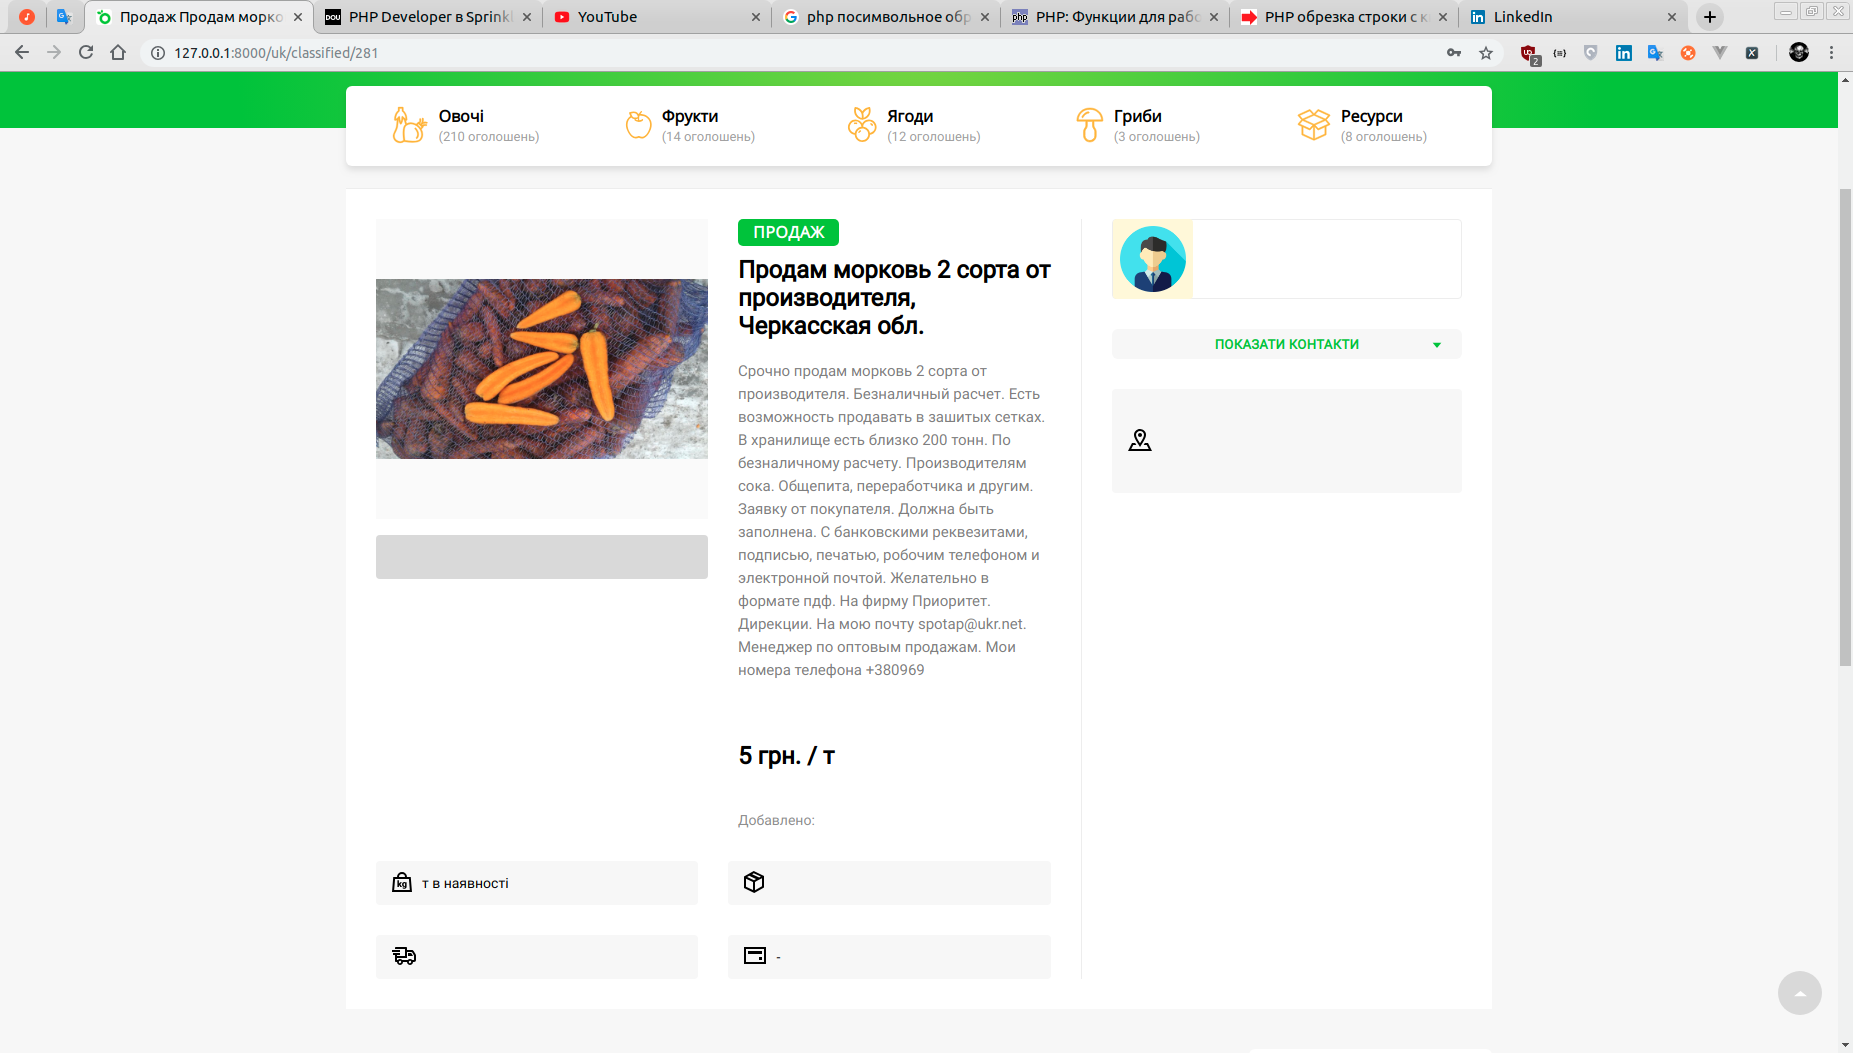 Продаж Продам морко
DOU PHP Developer в Sprinkl
YouTube
php посимвольное обр
php PHP: Функции для рабо
PHP обрезка строки с к
LinkedIn
127.0.0.1:8000/uk/classified/281
2
Овочі
(210 оголошень)
Фрукти
(14 оголошень)
Ягоди
(12 оголошень)
Гриби
(3 оголошень)
Ресурси
(8 оголошень)
ПРОДАЖ
Продам морковь 2 сорта от
производителя,
Черкасская обл.
Срочно продам морковь 2 сорта от
производителя. Безналичный расчет. Есть
возможность продавать в зашитых сетках.
В хранилище есть близко 200 тонн. По
безналичному расчету. Производителям
сока. Общепита, переработчика и другим.
Заявку от покупателя. Должна быть
заполнена. С банковскими реквезитами,
подписью, печатью, робочим телефоном и
электронной почтой. Желательно в
формате пдф. На фирму Приоритет.
Дирекции. На мою почту spotap@ukr.net.
Менеджер по оптовым продажам. Мои
номера телефона +380969
5 грн. / т
Добавлено:
ПОКАЗАТИ КОНТАКТИ
kg т в наявності
-